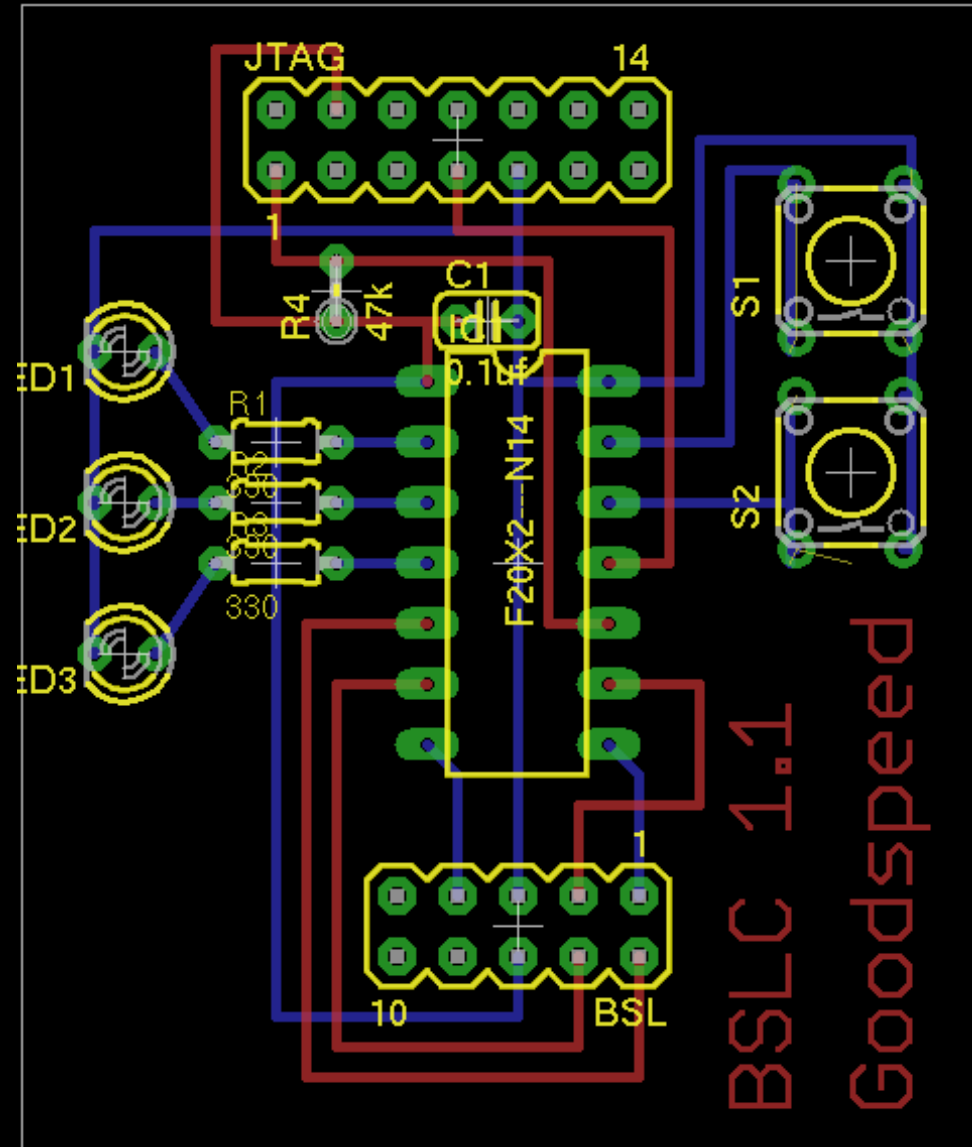 JTAG
14
1
C1
R4
47k
0.1uf
ED1
R1
ED2
330
ED3
F20X2---N14
S1
S2
1
10
BSL
BSLC 1.1
Goodspeed